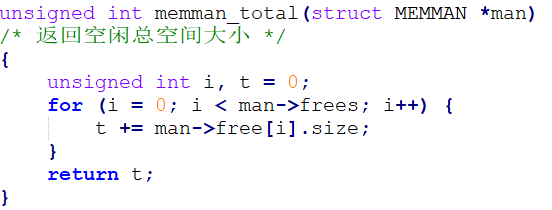 unsigned int memman_total(struct MEMMAN *man)
/* 返回空闲总空间大小 */
{
    unsigned int i, t = 0;
    for (i = 0; i < man->frees; i++) {
        t += man->free[i].size;
    }
    return t;
}